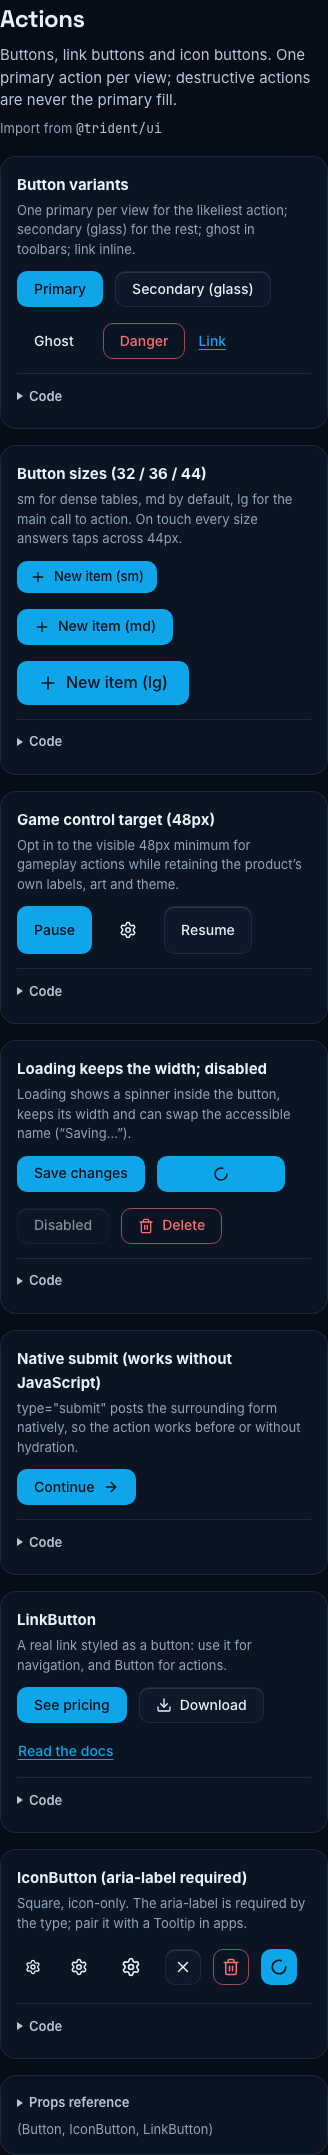 Actions
Buttons, link buttons and icon buttons. One
primary action per view; destructive actions
are never the primary fill.
Import from @trident/ui
Button variants
One primary per view for the likeliest action;
secondary (glass) for the rest; ghost in
toolbars; link inline.
Primary Secondary (glass)
Ghost Danger Link
Code
Button sizes (32 / 36 / 44)
sm for dense tables, md by default, lg for the
main call to action. On touch every size
answers taps across 44px.
New item (sm)
New item (md)
New item (lg)
Code
Game control target (48px)
Opt in to the visible 48px minimum for
gameplay actions while retaining the product’s
own labels, art and theme.
Pause Resume
Code
Loading keeps the width; disabled
Loading shows a spinner inside the button,
keeps its width and can swap the accessible
name (“Saving…”).
Save changes
Disabled Delete
Code
Native submit (works without
JavaScript)
type="submit" posts the surrounding form
natively, so the action works before or without
hydration.
Continue
Code
LinkButton
A real link styled as a button: use it for
navigation, and Button for actions.
See pricing Download
Read the docs
Code
IconButton (aria-label required)
Square, icon-only. The aria-label is required by
the type; pair it with a Tooltip in apps.
Code
Props reference
(Button, IconButton, LinkButton)